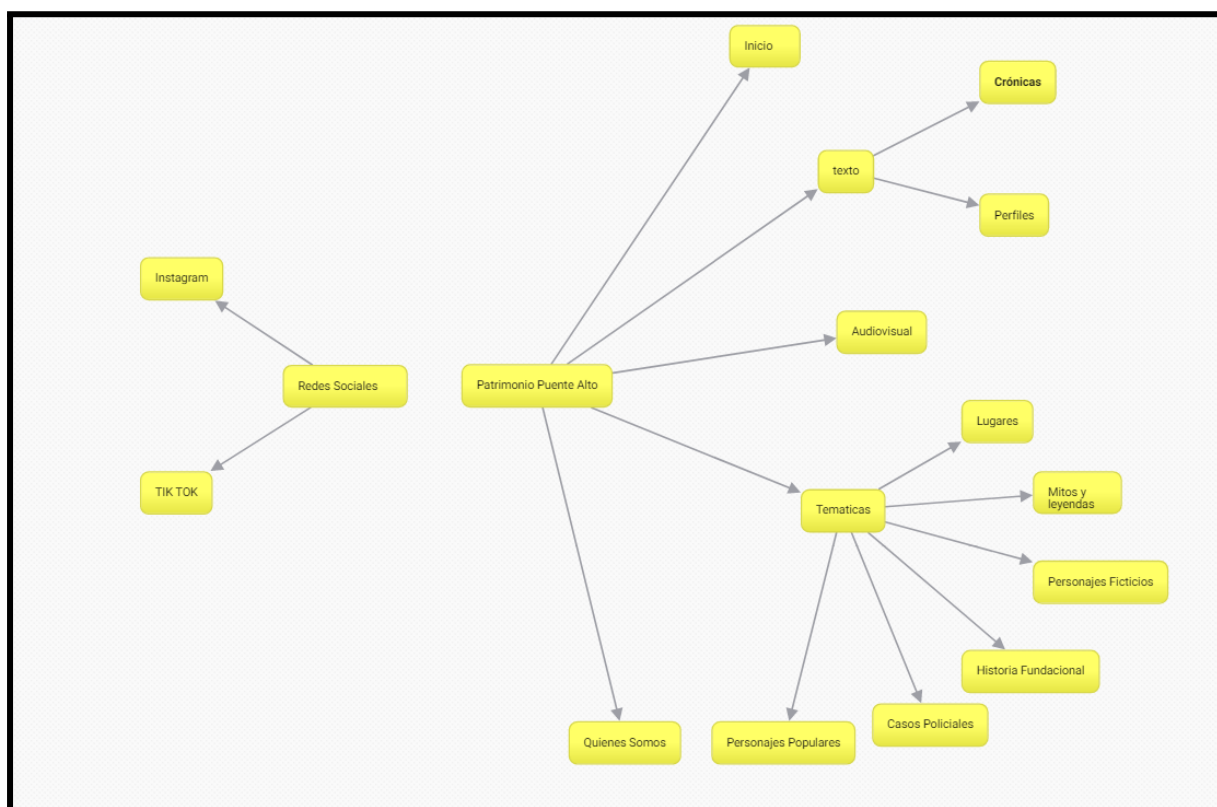 Inicio
Crónicas
texto
Perfiles
Instagram
Audiovisual
Redes Sociales
Patrimonio Puente Alto
Lugares
TIK TOK
Mitos y
leyendas
Tematicas
Personajes Ficticios
Historia Fundacional
Casos Policiales
Quienes Somos
Personajes Populares